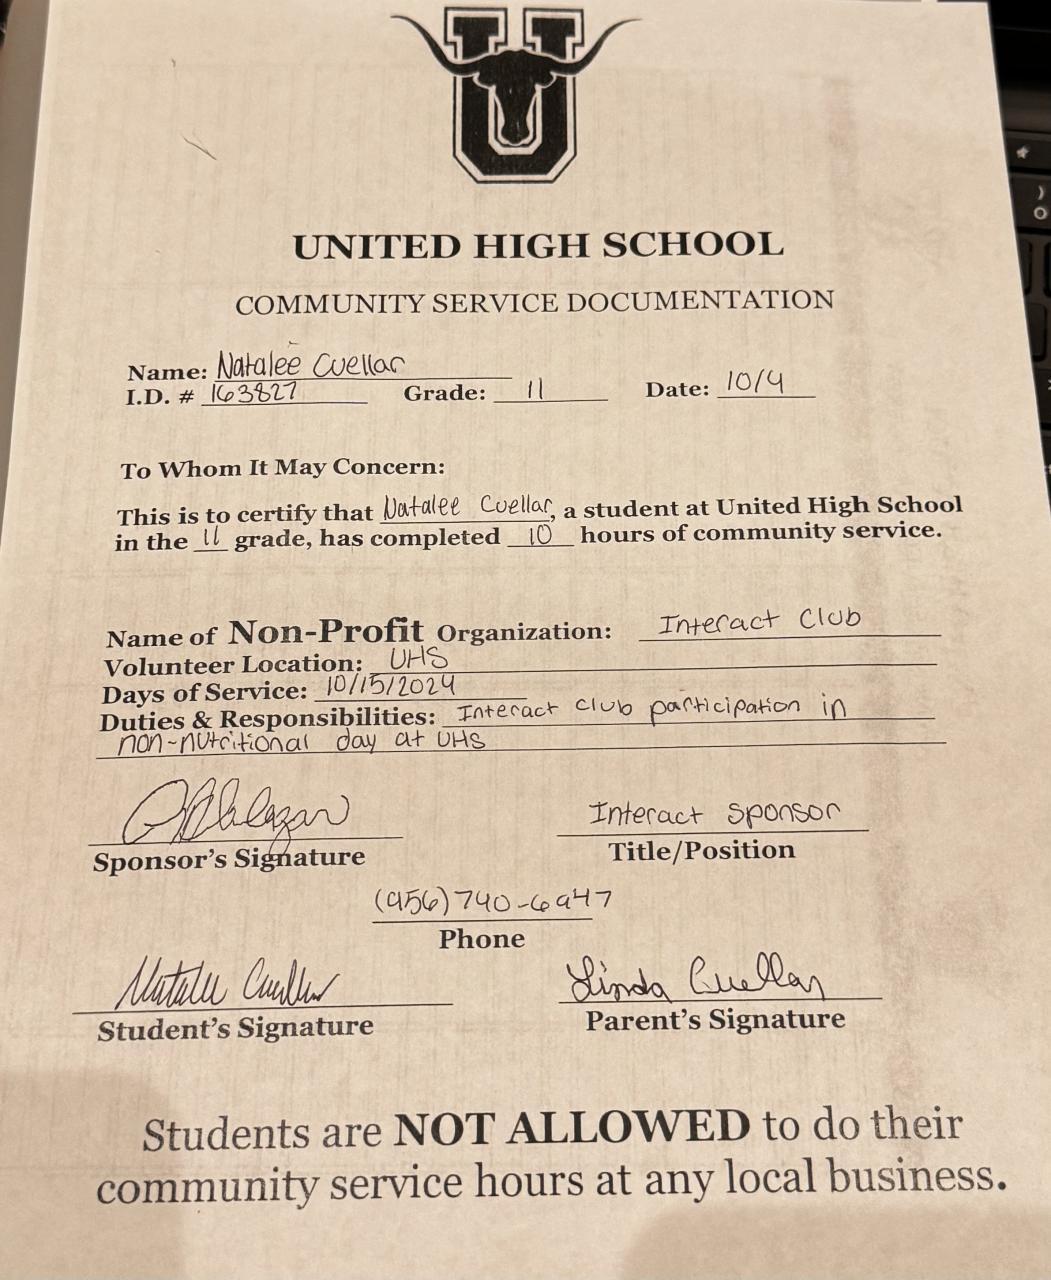 U
UNITED HIGH SCHOOL
COMMUNITY SERVICE DOCUMENTATION
Name: Natalee Cuellar
I.D. # 163827 Grade: 11 Date: 10/4
To Whom It May Concern:
This is to certify that Natalee Cuellar, a student at United High School
in the 11 grade, has completed 10 hours of community service.
Name of Non-Profit Organization: Interact Club
Volunteer Location: UHS
Days of Service: 10/15/2024
Duties & Responsibilities: Interact club participation in
non-nutritional day at UHS
Interact Sponsor
Sponsor's Signature Title/Position
(956)740-6947
Phone
Natalee Cuellar Linda Cuellar
Student's Signature Parent's Signature
Students are NOT ALLOWED to do their
community service hours at any local business.